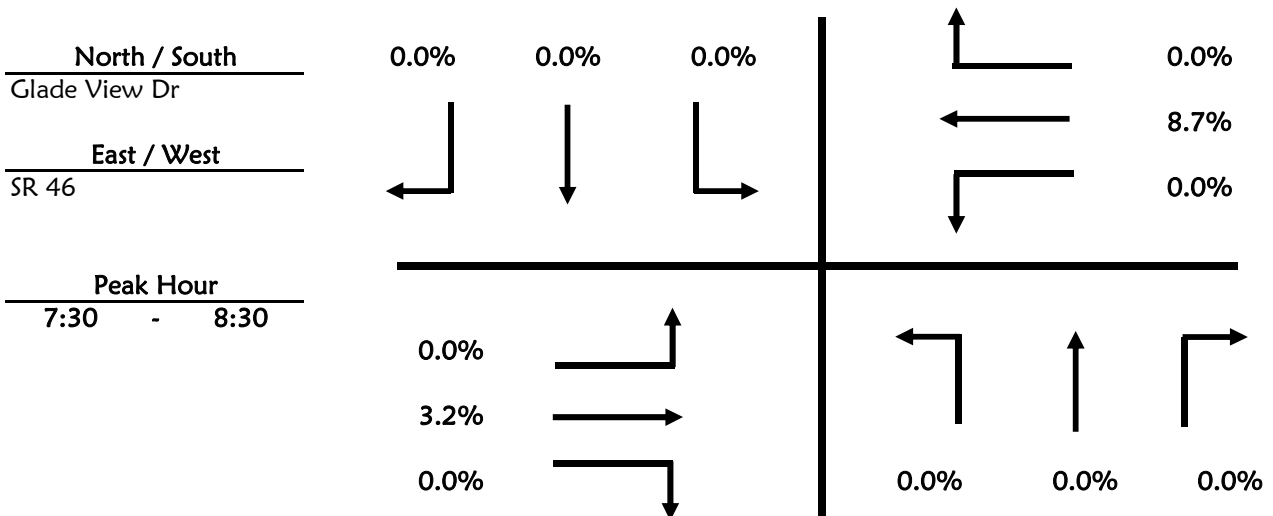 North / South
Glade View Dr
East / West
SR 46
Peak Hour
7:30 - 8:30
0.0% 0.0% 0.0%
0.0%
8.7%
0.0%
0.0%
3.2%
0.0%
0.0% 0.0% 0.0%